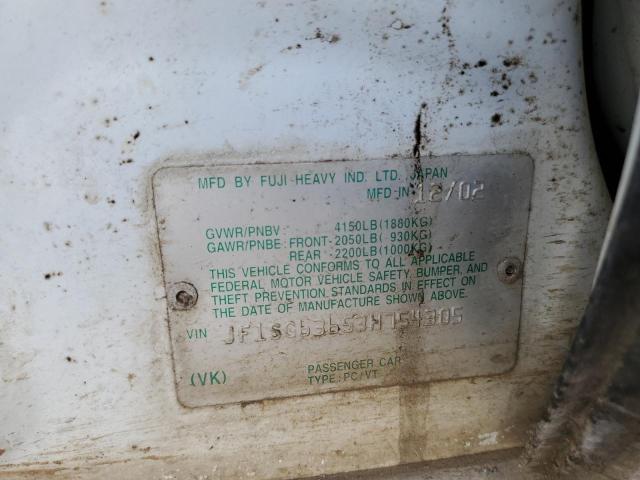 MFD BY FUJI HEAVY IND. LTD. JAPAN
MFD IN 12/02
GVWR/PNBV 4150LB(1880KG)
GAWR/PNBE: FRONT-2050LB( 930KG)
REAR -2200LB(1000KG)
THIS VEHICLE CONFORMS TO ALL APPLICABLE
FEDERAL MOTOR VEHICLE SAFETY, BUMPER, AND
THEFT PREVENTION STANDARDS IN EFFECT ON
THE DATE OF MANUFACTURE SHOWN ABOVE.
VIN JF1SG63653H754305
PASSENGER CAR
(VK) TYPE:PC/VT